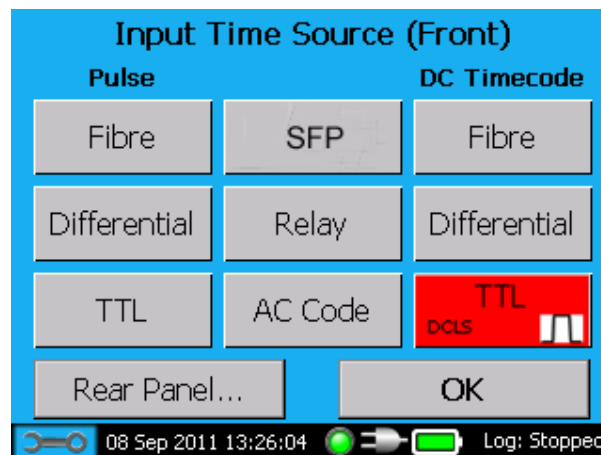 Input Time Source (Front)
Pulse DC Timecode
Fibre SFP Fibre
Differential Relay Differential
TTL AC Code TTL
DCLS
Rear Panel... OK
08 Sep 2011 13:26:04 Log: Stopped